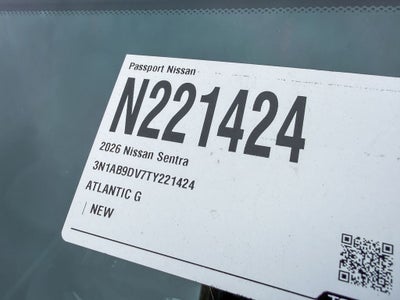 Passport Nissan
N221424
2026 Nissan Sentra
3N1AB9DV7TY221424
ATLANTIC G
| NEW